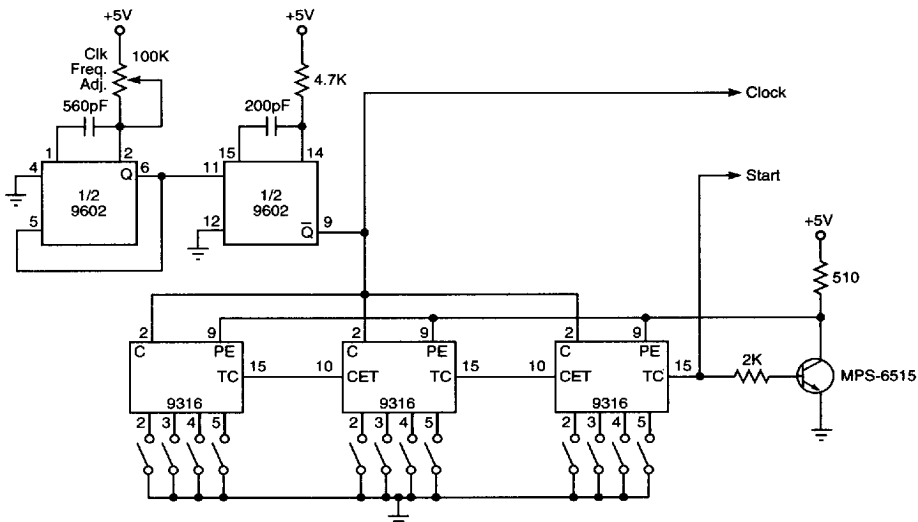 +5V
+5V
Clk
Freq.
Adj.
100K
4.7K
560pF
200pF
Clock
1
2
15
14
4
Q
6
11
Start
1/2
9602
1/2
9602
5
12
Q̅
9
+5V
510
2
9
2
9
2
9
C
PE
C
PE
C
PE
15
10
15
10
15
2K
MPS-6515
TC
CET
TC
CET
TC
9316
9316
9316
2
3
4
5
2
3
4
5
2
3
4
5